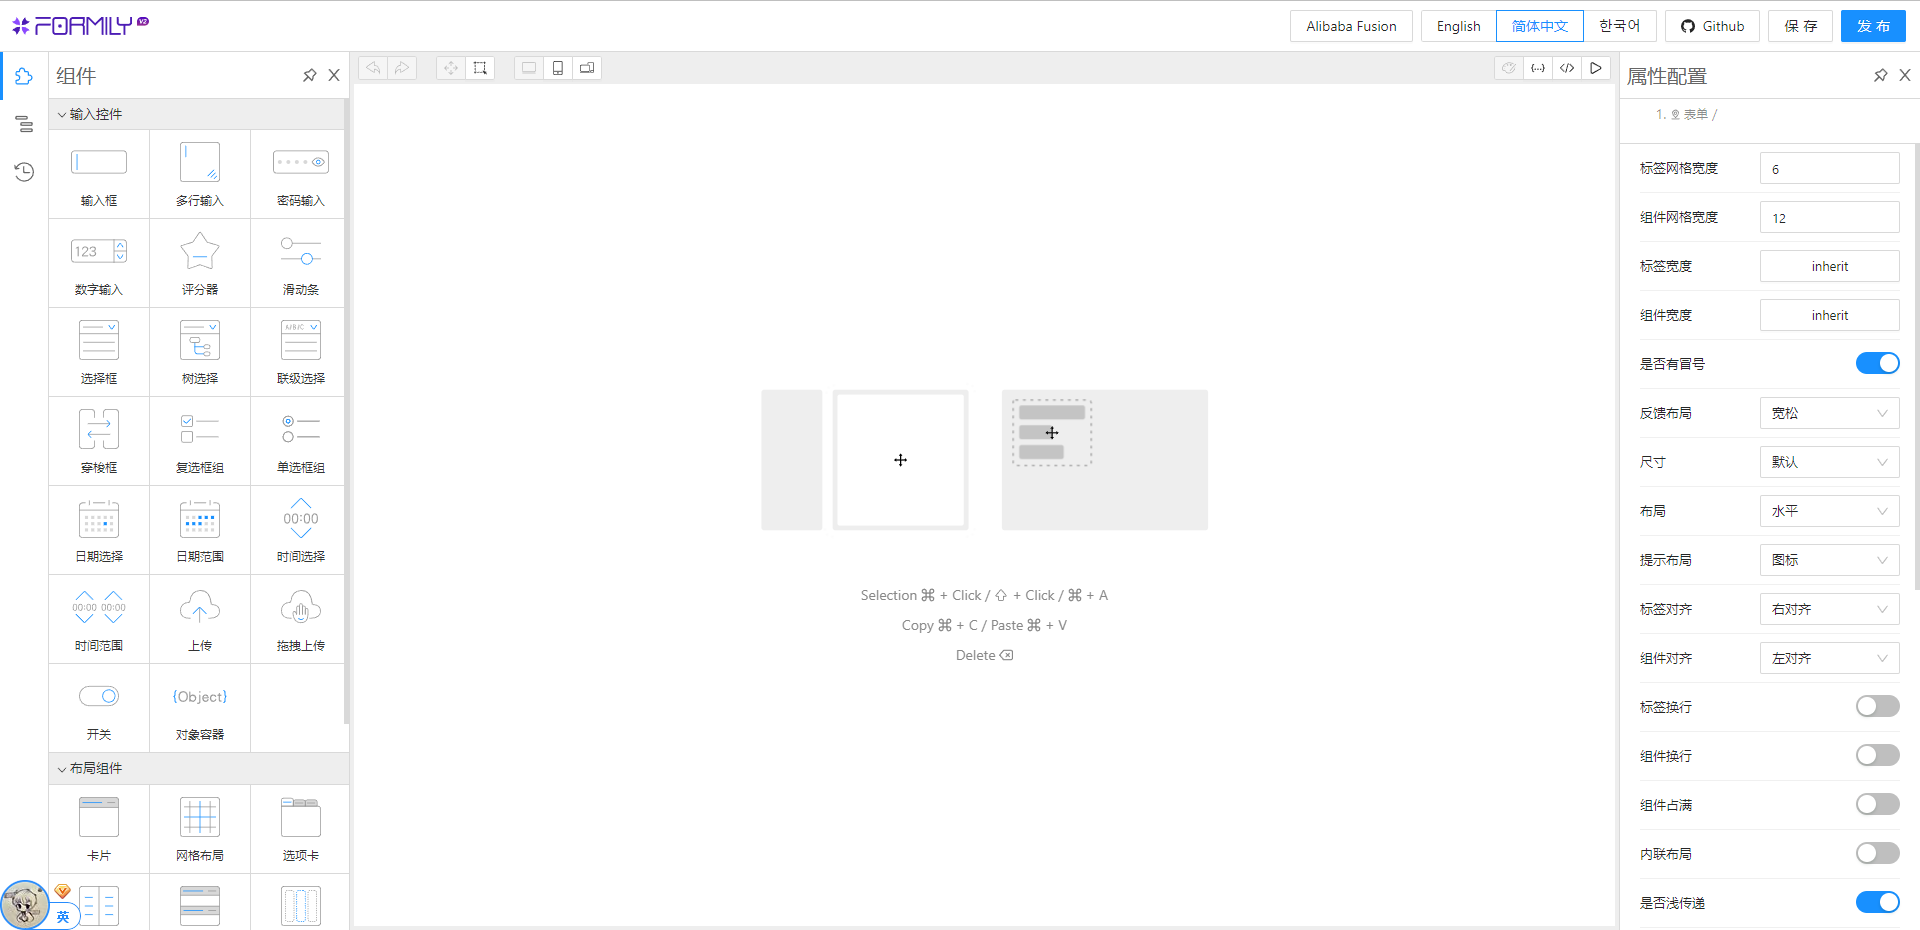 FORMILY V2
Alibaba Fusion
English
简体中文
한국어
Github
保 存
发 布
组件
输入控件
输入框
多行输入
密码输入
123
数字输入
评分器
滑动条
选择框
树选择
A/B/C
联级选择
穿梭框
复选框组
单选框组
日期选择
日期范围
00:00
时间选择
00:00 00:00
时间范围
上传
拖拽上传
开关
{Object}
对象容器
布局组件
卡片
网格布局
选项卡
英
Selection ⌘ + Click / ⇧ + Click / ⌘ + A
Copy ⌘ + C / Paste ⌘ + V
Delete ⌫
{...}
</>
属性配置
1. 表单 /
标签网格宽度 6
组件网格宽度 12
标签宽度 inherit
组件宽度 inherit
是否有冒号
反馈布局 宽松
尺寸 默认
布局 水平
提示布局 图标
标签对齐 右对齐
组件对齐 左对齐
标签换行
组件换行
组件占满
内联布局
是否浅传递